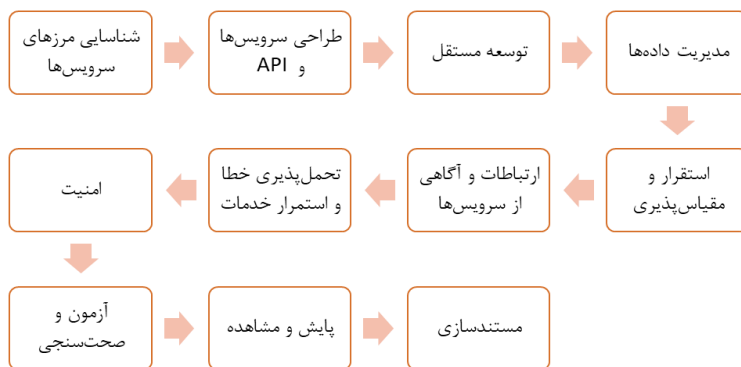 شناسایی مرزهای
سرویس‌ها
طراحی سرویس‌ها
و API
توسعه مستقل
مدیریت داده‌ها
استقرار و
مقیاس‌پذیری
ارتباطات و آگاهی
از سرویس‌ها
تحمل‌پذیری خطا
و استمرار خدمات
امنیت
آزمون و
صحت‌سنجی
پایش و مشاهده
مستندسازی